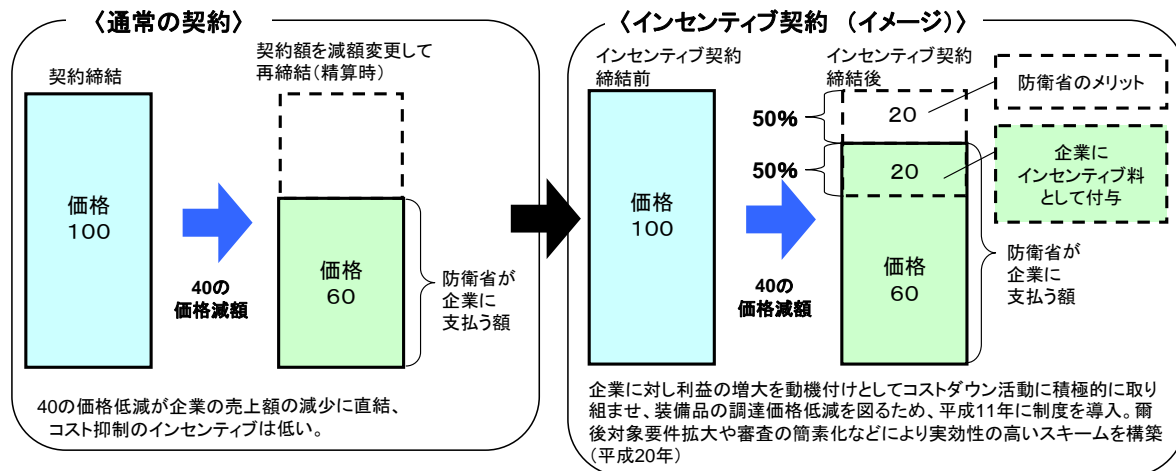 〈通常の契約〉
契約締結
契約額を減額変更して
再締結（精算時）
価格
100
40の
価格減額
価格
60
防衛省が
企業に
支払う額
40の価格低減が企業の売上額の減少に直結、
コスト抑制のインセンティブは低い。
〈インセンティブ契約 （イメージ）〉
インセンティブ契約
締結前
価格
100
40の
価格減額
インセンティブ契約
締結後
50%
20
50%
20
価格
60
防衛省のメリット
企業に
インセンティブ料
として付与
防衛省が
企業に
支払う額
企業に対し利益の増大を動機付けとしてコストダウン活動に積極的に取り
組ませ、装備品の調達価格低減を図るため、平成11年に制度を導入。爾
後対象要件拡大や審査の簡素化などにより実効性の高いスキームを構築
（平成20年）